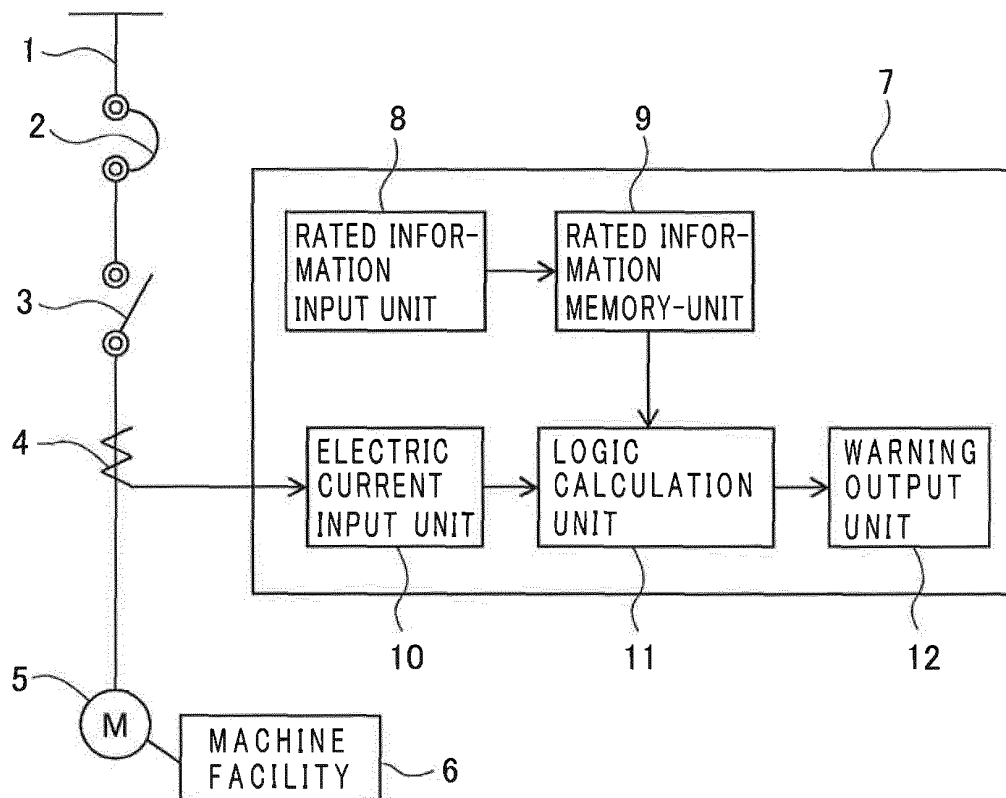 1
2
3
4
5
M
MACHINE
FACILITY
6
7
8
9
RATED INFOR-
MATION
INPUT UNIT
RATED INFOR-
MATION
MEMORY-UNIT
ELECTRIC
CURRENT
INPUT UNIT
LOGIC
CALCULATION
UNIT
WARNING
OUTPUT
UNIT
10
11
12